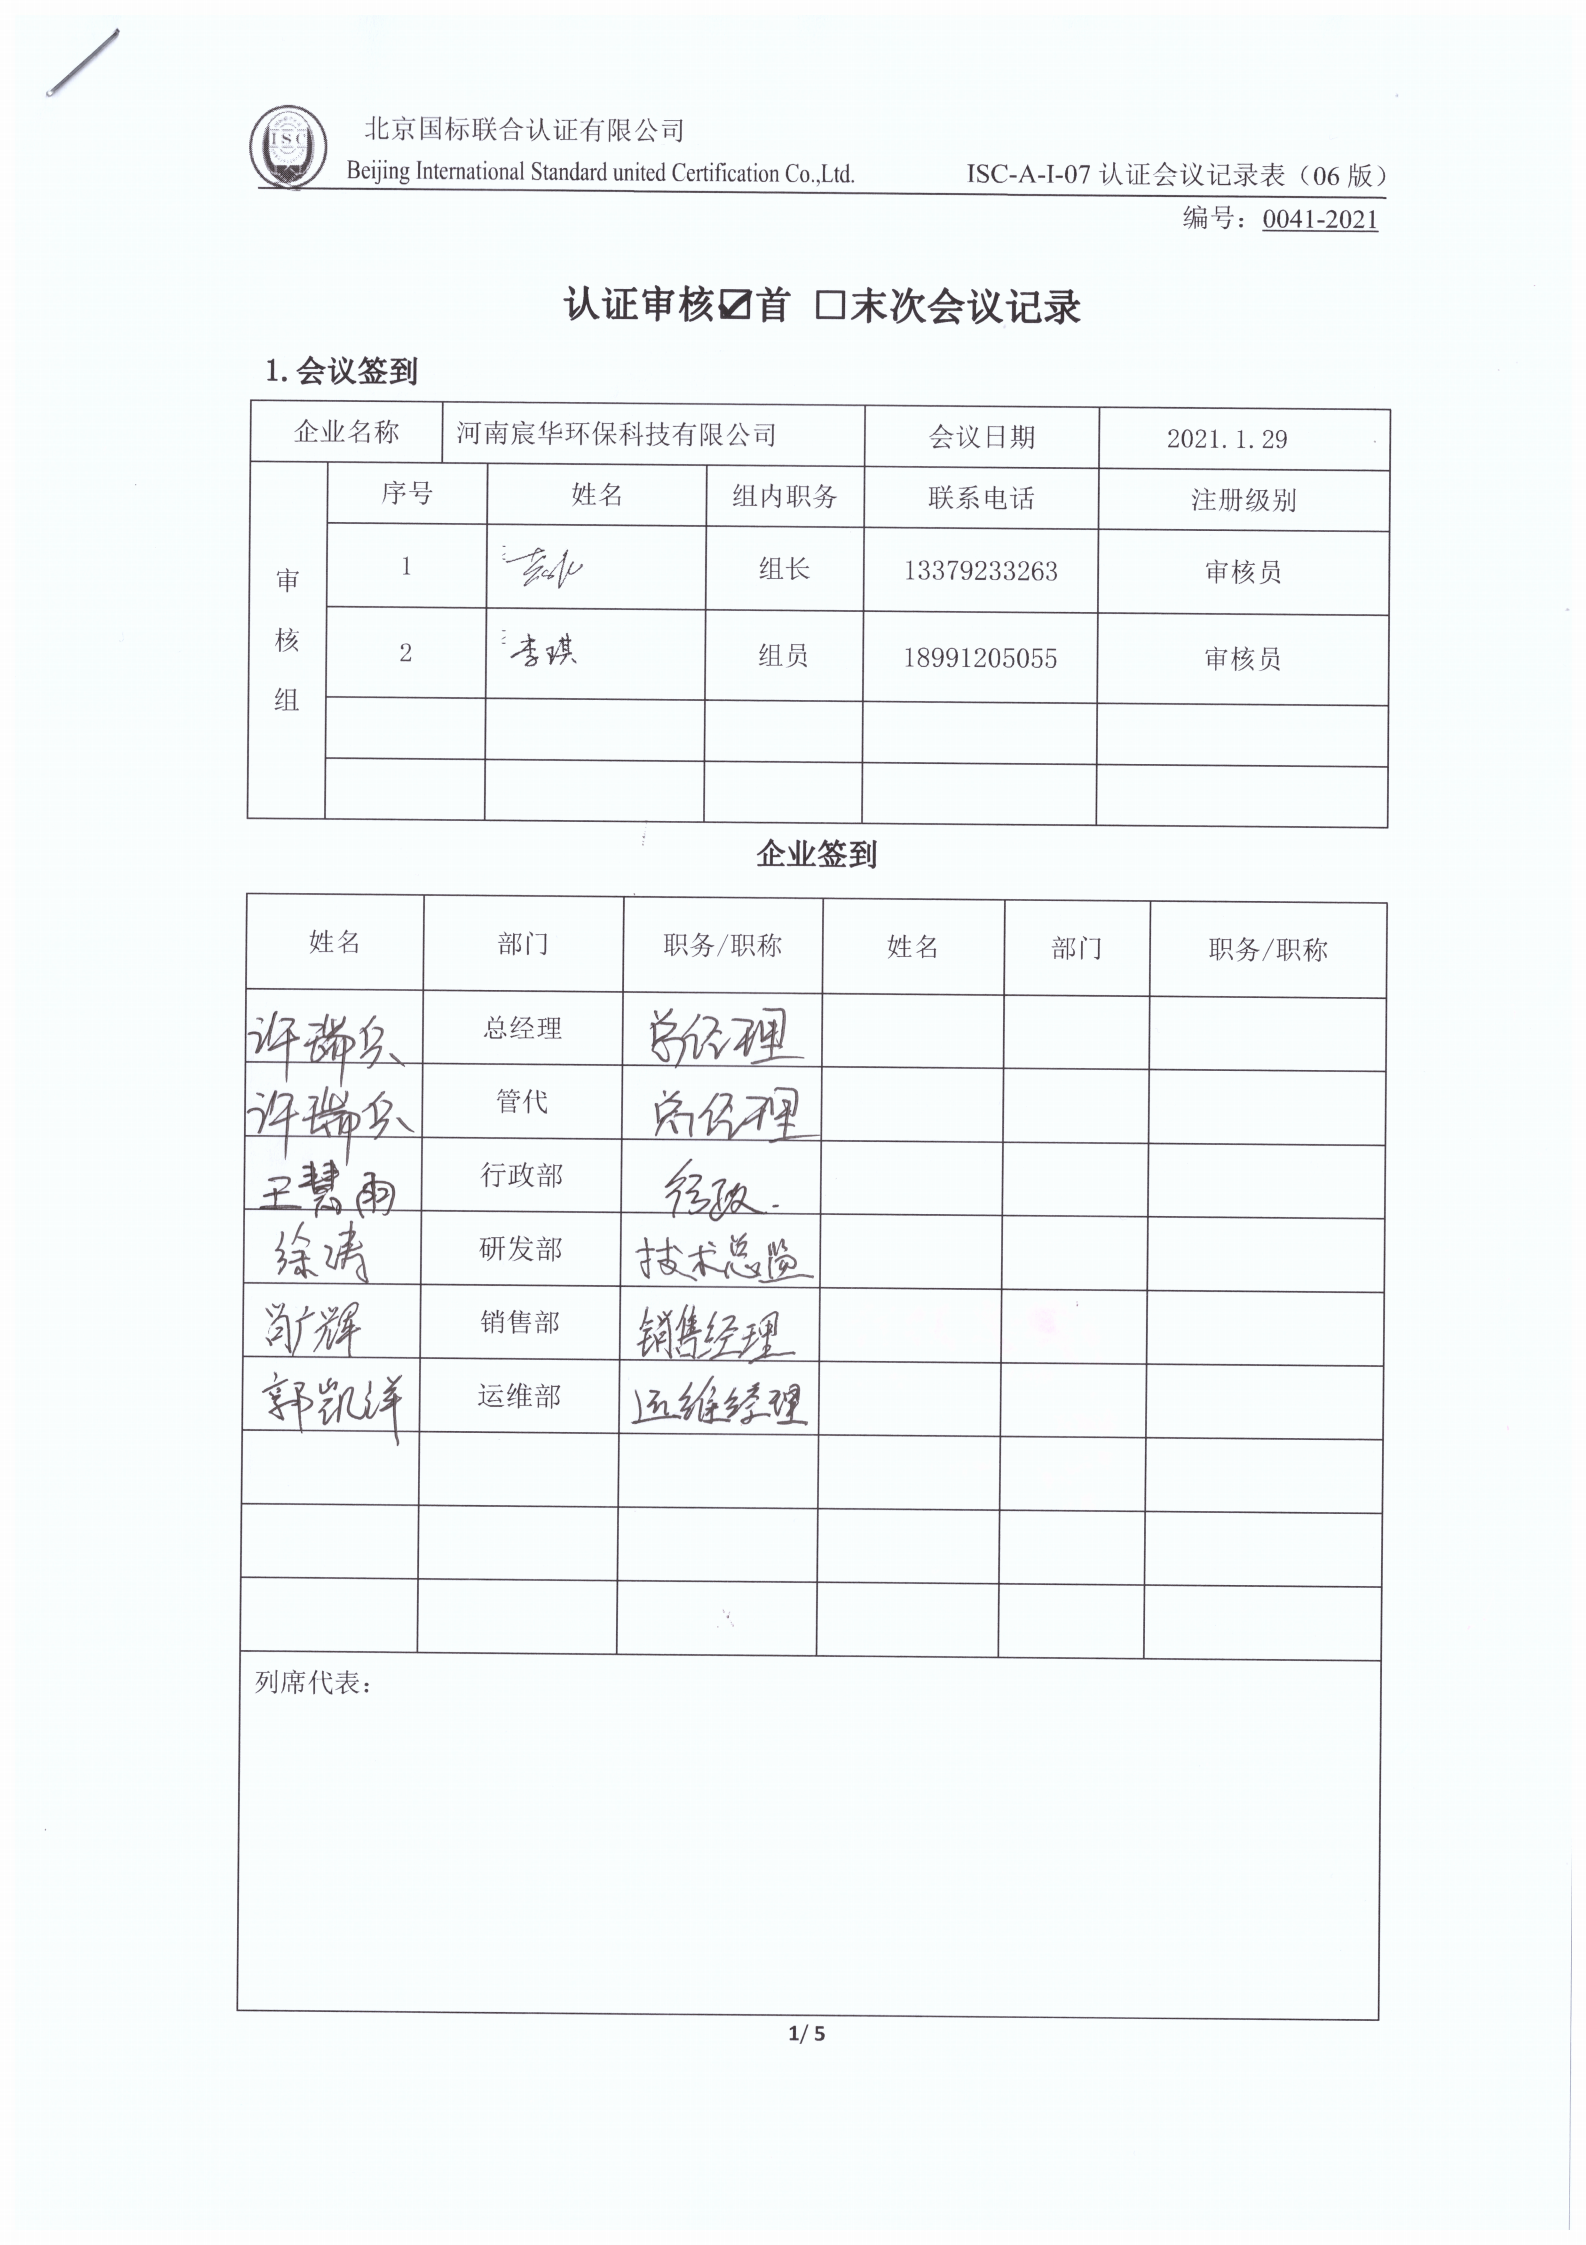 北京国标联合认证有限公司
Beijing International Standard united Certification Co.,Ltd. ISC-A-I-07 认证会议记录表（06 版）
编号：0041-2021
认证审核☑首 □末次会议记录
1.会议签到
企业名称 河南宸华环保科技有限公司 会议日期 2021.1.29
审核组 序号 姓名 组内职务 联系电话 注册级别
1 组长 13379233263 审核员
2 李琪 组员 18991205055 审核员
企业签到
姓名 部门 职务/职称 姓名 部门 职务/职称
许瑞兵 总经理 总经理
许瑞兵 管代 总经理
王慧雨 行政部 行政.
徐涛 研发部 技术总监
肖广辉 销售部 销售经理
郭凯洋 运维部 运维经理
列席代表：
1/ 5